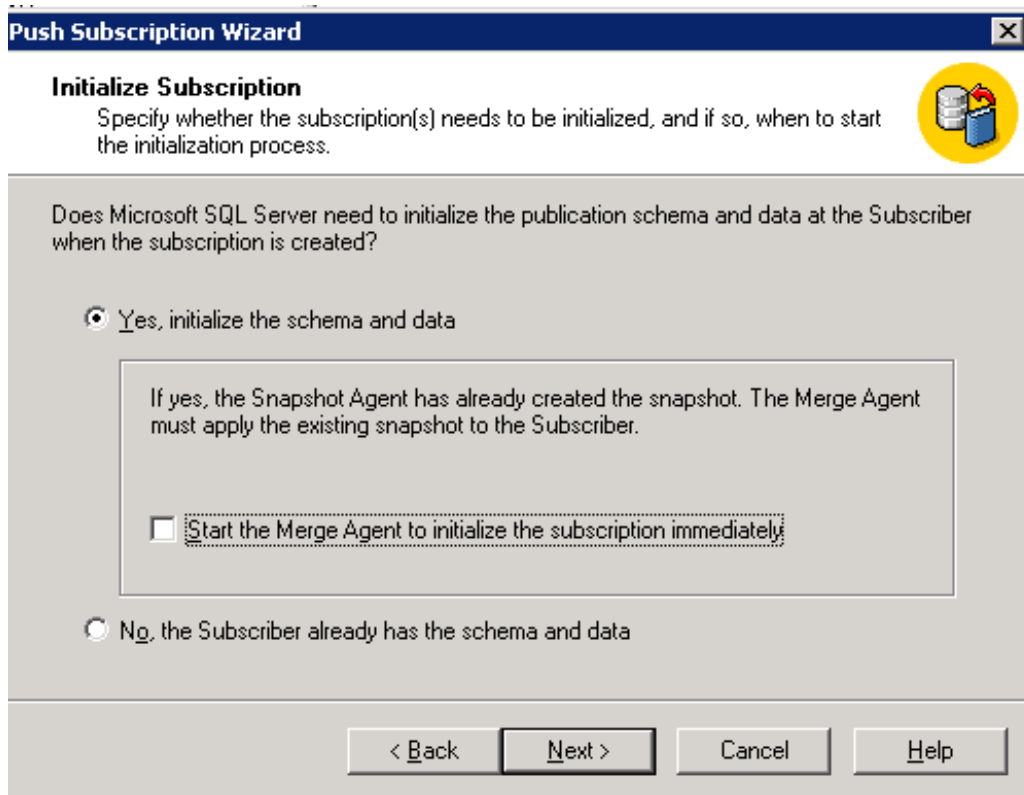 Push Subscription Wizard
Initialize Subscription
Specify whether the subscription(s) needs to be initialized, and if so, when to start
the initialization process.
Does Microsoft SQL Server need to initialize the publication schema and data at the Subscriber
when the subscription is created?
Yes, initialize the schema and data
If yes, the Snapshot Agent has already created the snapshot. The Merge Agent
must apply the existing snapshot to the Subscriber.
Start the Merge Agent to initialize the subscription immediately
No, the Subscriber already has the schema and data
< Back Next > Cancel Help